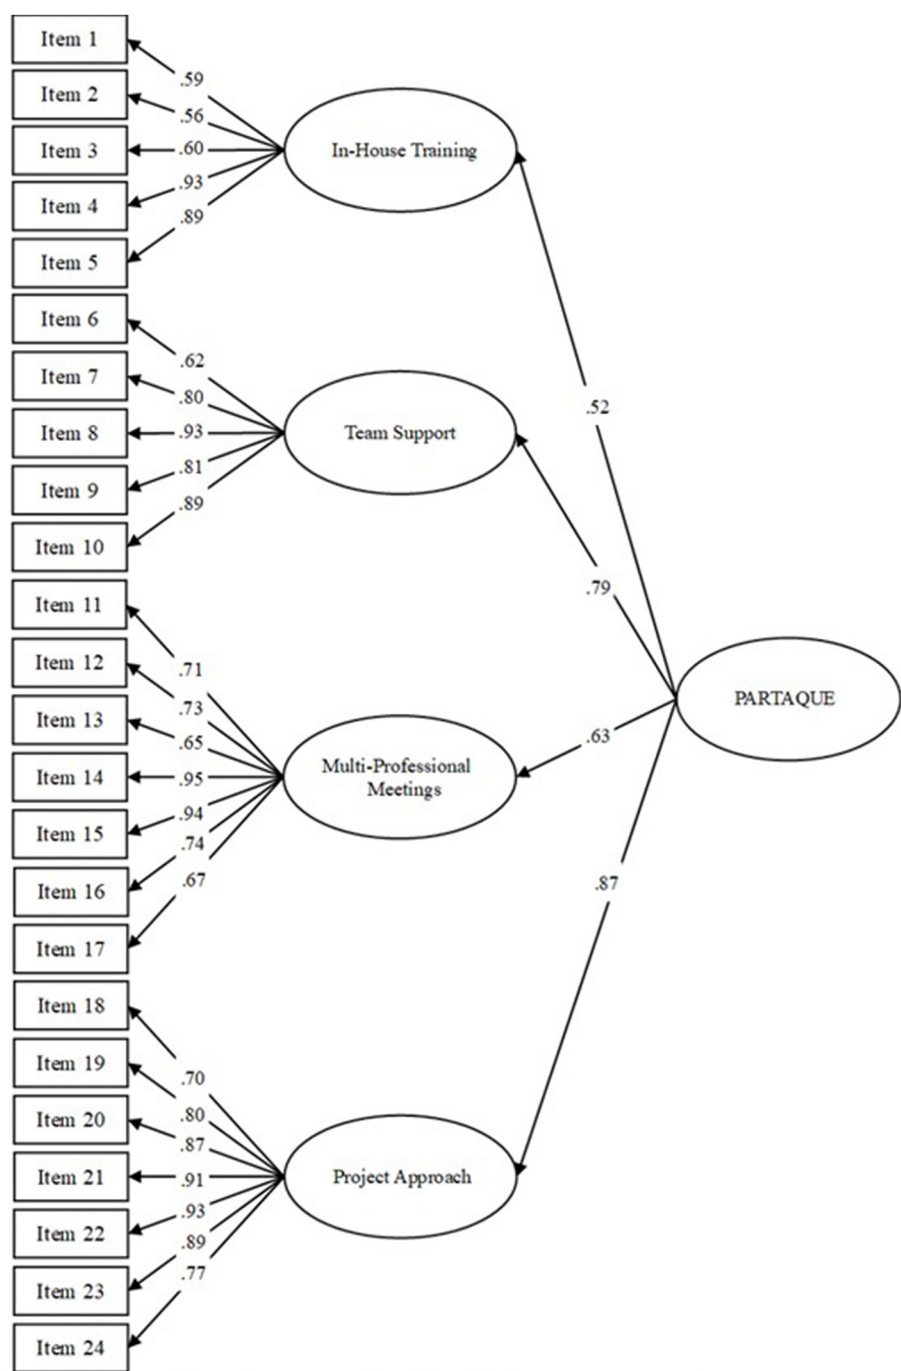 Item 1
Item 2
Item 3
Item 4
Item 5
Item 6
Item 7
Item 8
Item 9
Item 10
Item 11
Item 12
Item 13
Item 14
Item 15
Item 16
Item 17
Item 18
Item 19
Item 20
Item 21
Item 22
Item 23
Item 24
.59
.56
.60
.93
.89
.62
.80
.93
.81
.89
.71
.73
.65
.95
.94
.74
.67
.70
.80
.87
.91
.93
.89
.77
In-House Training
Team Support
Multi-Professional
Meetings
Project Approach
.52
.79
.63
.87
PARTAQUE